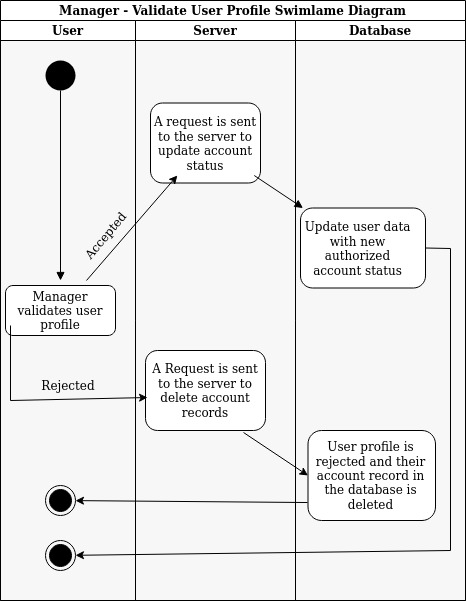 Manager - Validate User Profile Swimlame Diagram
User
Server
Database
A request is sent
to the server to
update account
status
Accepted
Update user data
with new
authorized
account status
Manager
validates user
profile
Rejected
A Request is sent
to the server to
delete account
records
User profile is
rejected and their
account record in
the database is
deleted